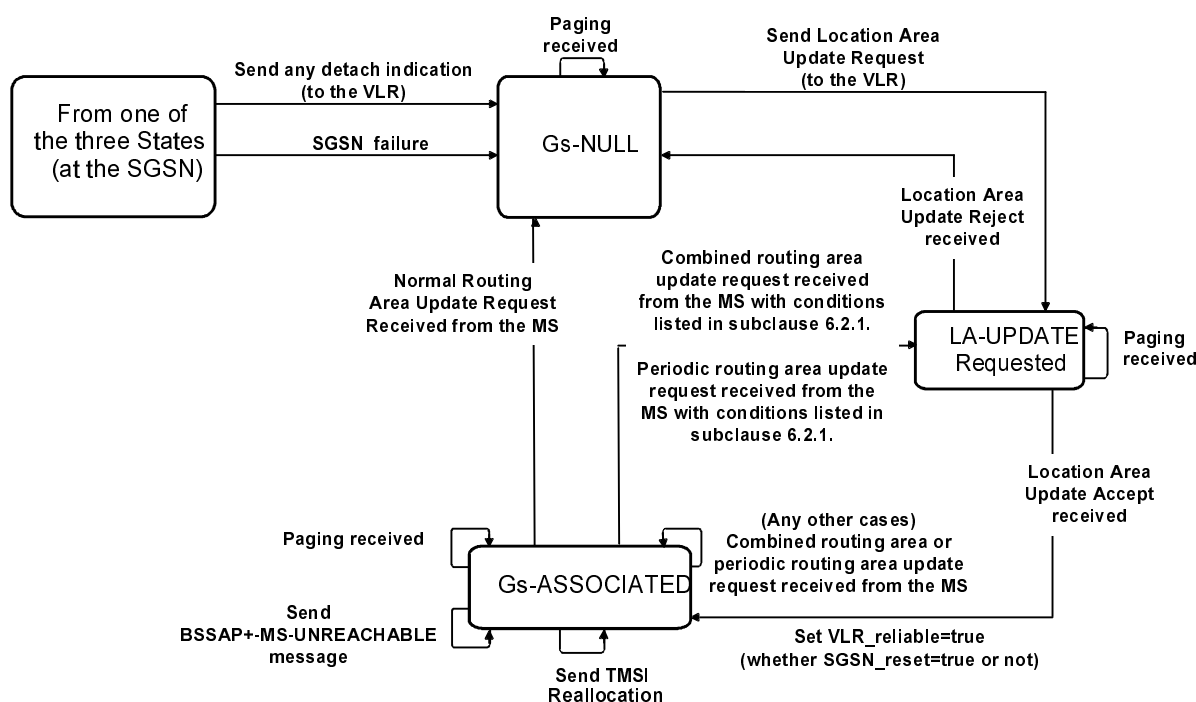 Paging
received
Send Location Area
Update Request
(to the VLR)
Send any detach indication
(to the VLR)
From one of
the three States
(at the SGSN)
SGSN failure
Gs-NULL
Location Area
Update Reject
received
Normal Routing
Area Update Request
Received from the MS
Combined routing area
update request received
from the MS with conditions
listed in subclause 6.2.1.
LA-UPDATE
Requested
Paging
received
Periodic routing area update
request received from the
MS with conditions listed in
subclause 6.2.1.
Location Area
Update Accept
received
Paging received
(Any other cases)
Combined routing area or
periodic routing area update
request received from the MS
Gs-ASSOCIATED
Send
BSSAP+-MS-UNREACHABLE
message
Set VLR_reliable=true
(whether SGSN_reset=true or not)
Send TMSI
Reallocation